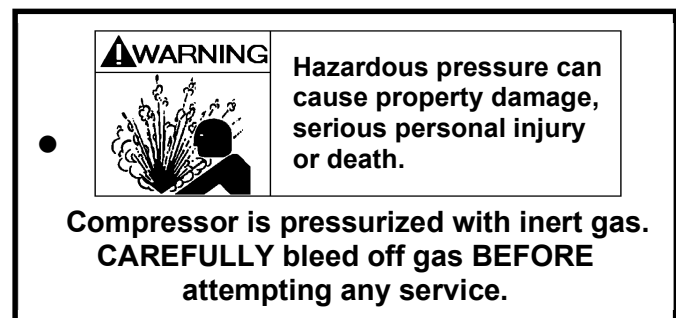 WARNING
Hazardous pressure can
cause property damage,
serious personal injury
or death.
Compressor is pressurized with inert gas.
CAREFULLY bleed off gas BEFORE
attempting any service.